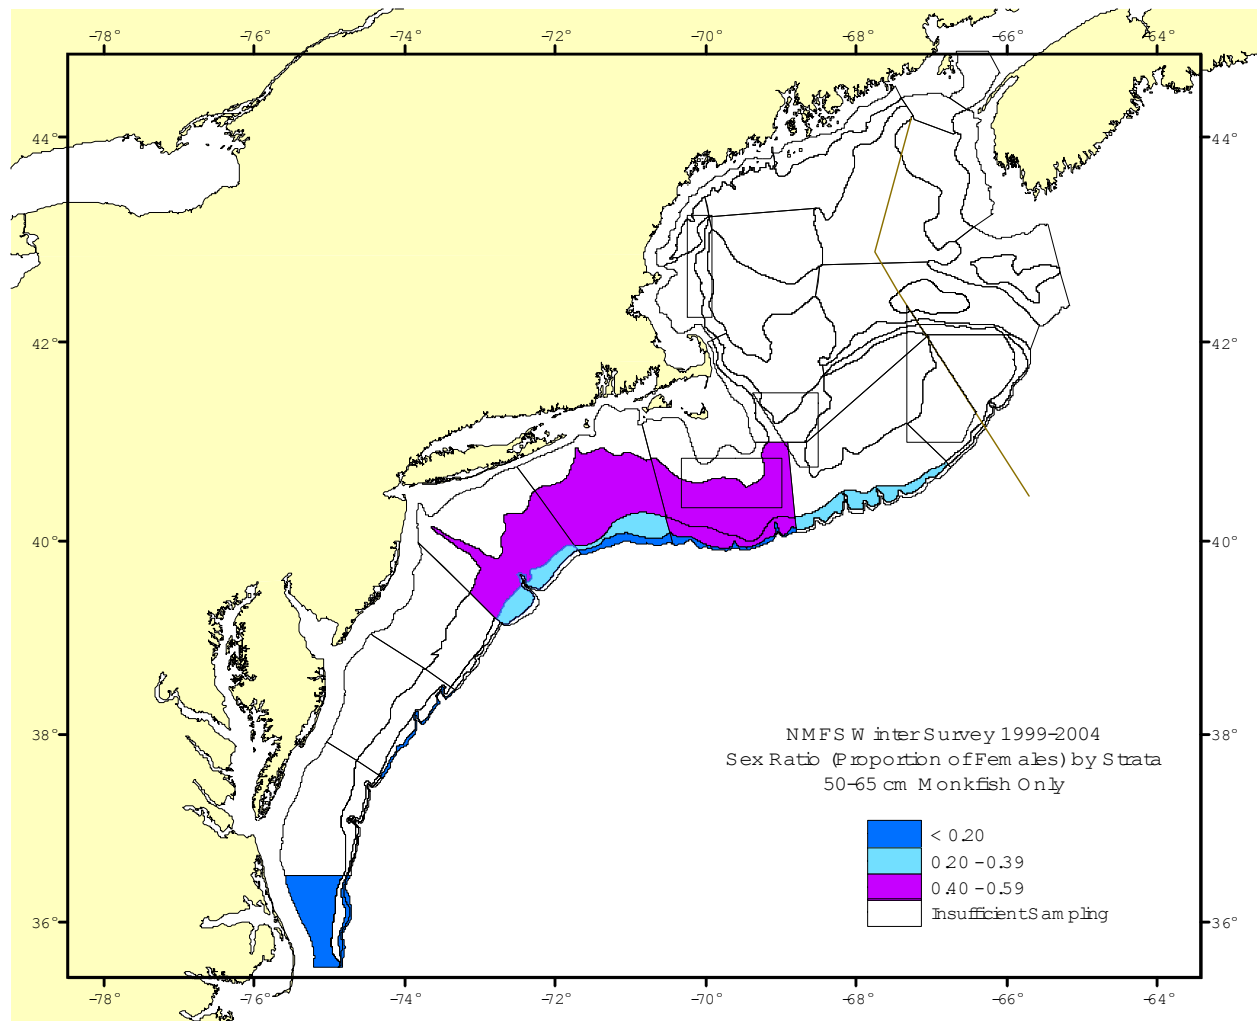 -78° -76° -74° -72° -70° -68° -66° -64°
44° 44°
42° 42°
40° 40°
38° 38°
NMFS Winter Survey 1999-2004
Sex Ratio (Proportion of Females) by Strata
50-65 cm Monkfish Only
< 0.20
0.20 - 0.39
0.40 - 0.59
Insufficient Sampling
36° 36°
-78° -76° -74° -72° -70° -68° -66° -64°